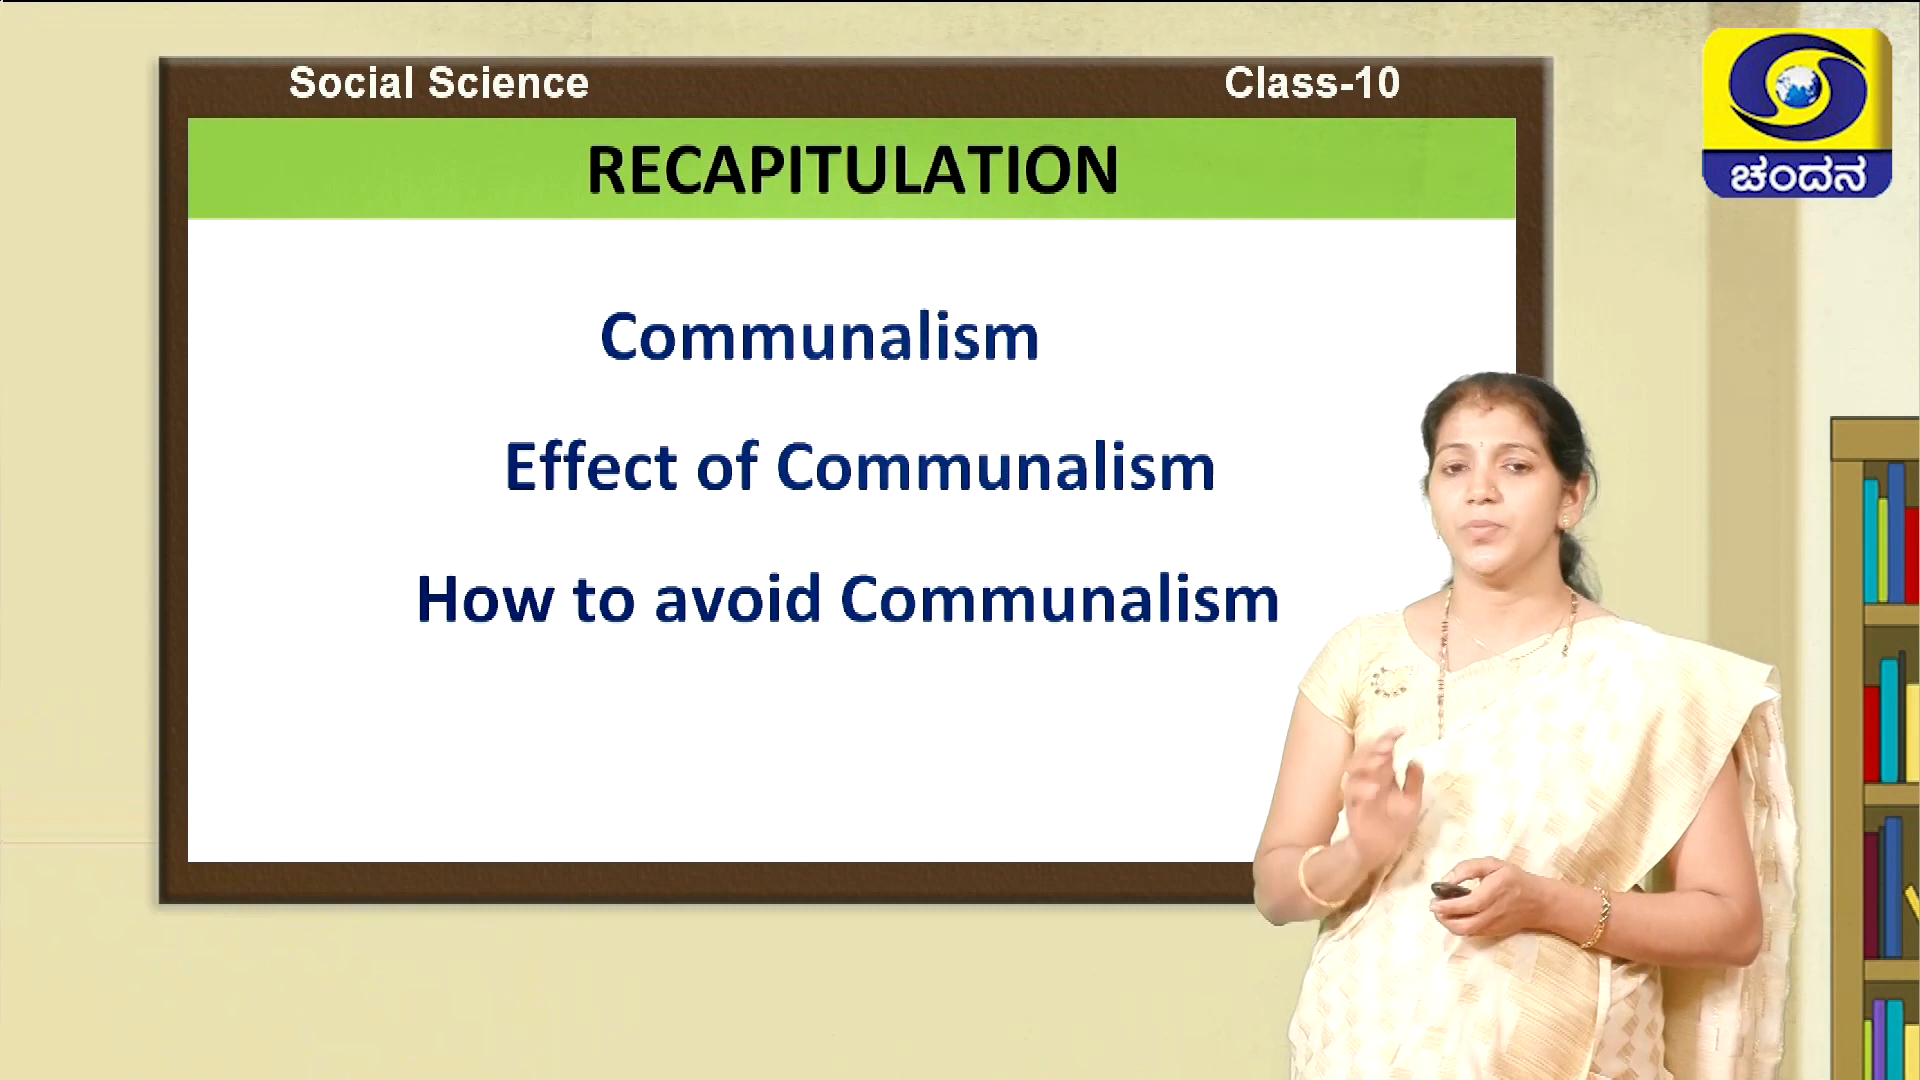 Social Science
Class-10
RECAPITULATION
Communalism
Effect of Communalism
How to avoid Communalism
ಚಂದನ